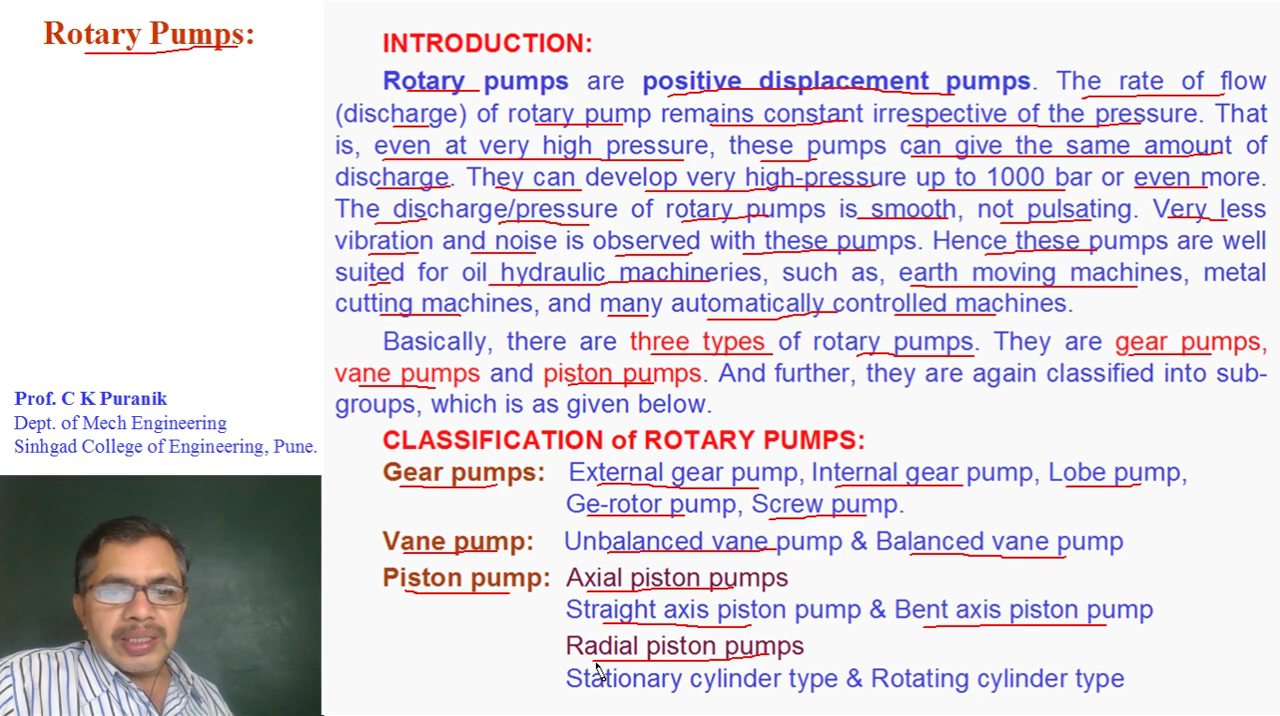 Rotary Pumps:
INTRODUCTION:
Rotary pumps are positive displacement pumps. The rate of flow
(discharge) of rotary pump remains constant irrespective of the pressure. That
is, even at very high pressure, these pumps can give the same amount of
discharge. They can develop very high-pressure up to 1000 bar or even more.
The discharge/pressure of rotary pumps is smooth, not pulsating. Very less
vibration and noise is observed with these pumps. Hence these pumps are well
suited for oil hydraulic machineries, such as, earth moving machines, metal
cutting machines, and many automatically controlled machines.
Basically, there are three types of rotary pumps. They are gear pumps,
vane pumps and piston pumps. And further, they are again classified into sub-
groups, which is as given below.
CLASSIFICATION of ROTARY PUMPS:
Gear pumps: External gear pump, Internal gear pump, Lobe pump,
Ge-rotor pump, Screw pump.
Vane pump: Unbalanced vane pump & Balanced vane pump
Piston pump: Axial piston pumps
Straight axis piston pump & Bent axis piston pump
Radial piston pumps
Stationary cylinder type & Rotating cylinder type
Prof. C K Puranik
Dept. of Mech Engineering
Sinhgad College of Engineering, Pune.